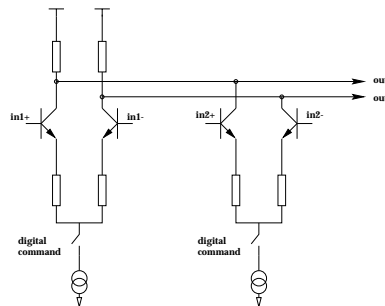 out
out
in1+
in1-
in2+
in2-
digital
command
digital
command